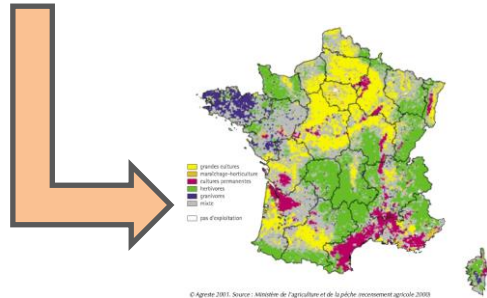 grandes cultures
maraîchage-horticulture
cultures permanentes
herbivores
granivores
mixte
pas d'exploitation
© Agreste 2001. Source : Ministère de l'agriculture et de la pêche (recensement agricole 2000)